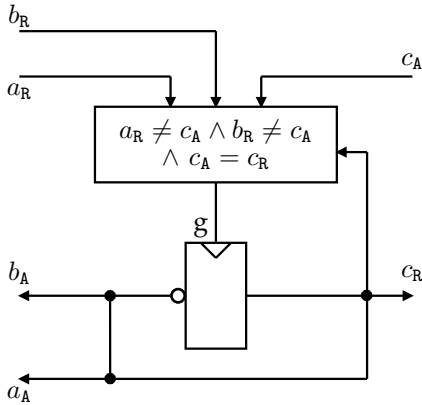 b_R
a_R
c_A
a_R ≠ c_A ∧ b_R ≠ c_A
∧ c_A = c_R
g
b_A
c_R
a_A